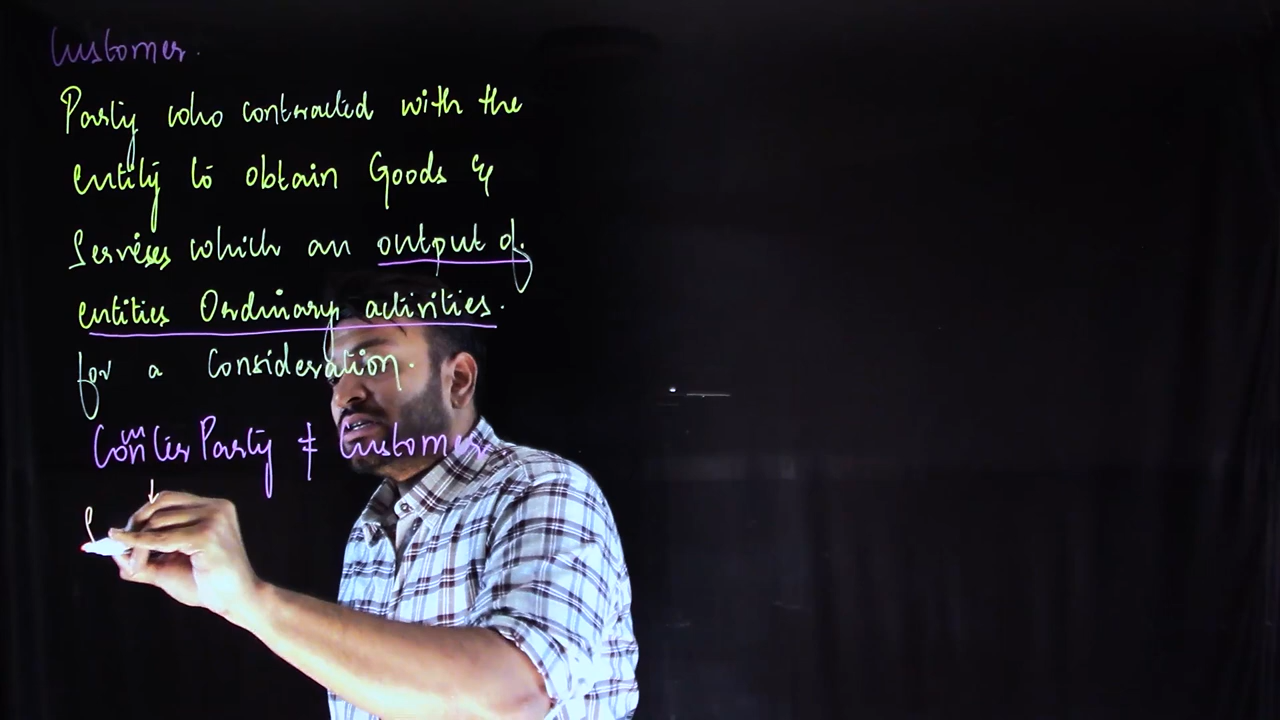 Customer.
Party who contracted with the
entity to obtain Goods &
Services which an output of
entities Ordinary activities.
for a Consideration.
Party ≠ Customer